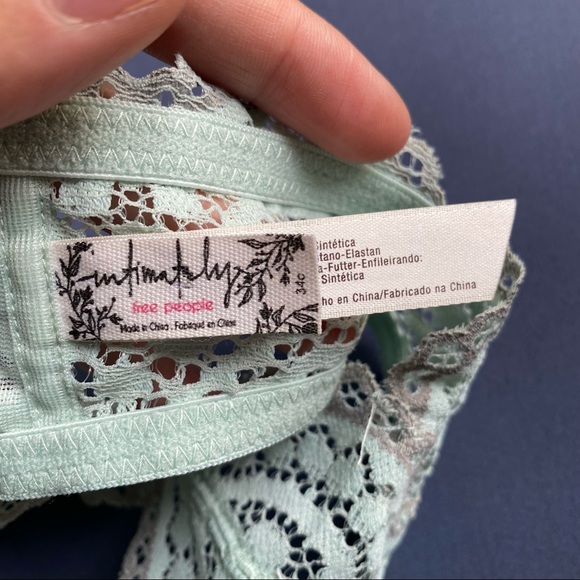 intimately
free people
Made in China . Fabriqué en Chine
34C
Sintética
tano-Elastan
a-Futter-Enfileirando:
Sintética
ho en China/Fabricado na China